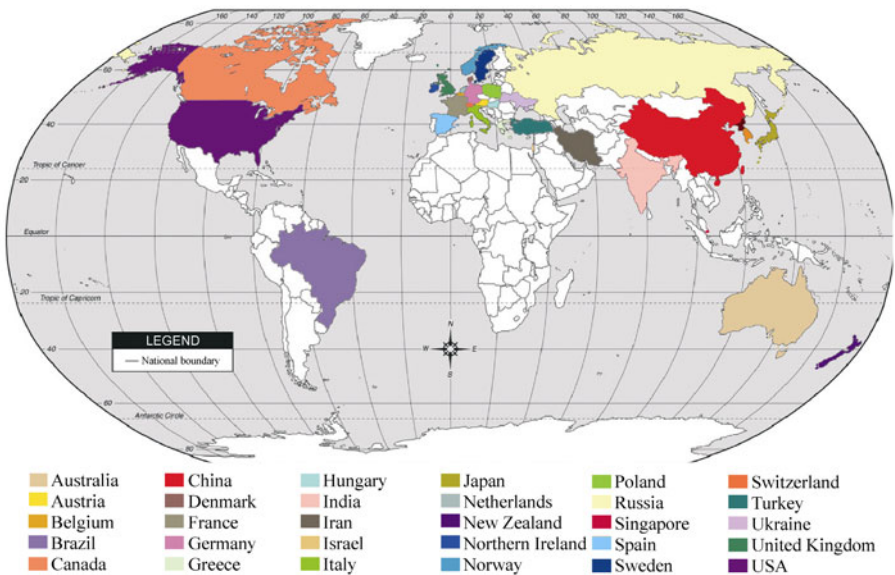 160 140 120 100 80 60 40 20 0 20 40 60 80 100 120 140 160
80
60
40
Tropic of Cancer
20
Equator
20
Tropic of Capricorn
40
60
Antarctic Circle
80
LEGEND
National boundary
N
W E
Australia
Austria
Belgium
Brazil
Canada
China
Denmark
France
Germany
Greece
Hungary
India
Iran
Israel
Italy
Japan
Netherlands
New Zealand
Northern Ireland
Norway
Poland
Russia
Singapore
Spain
Sweden
Switzerland
Turkey
Ukraine
United Kingdom
USA